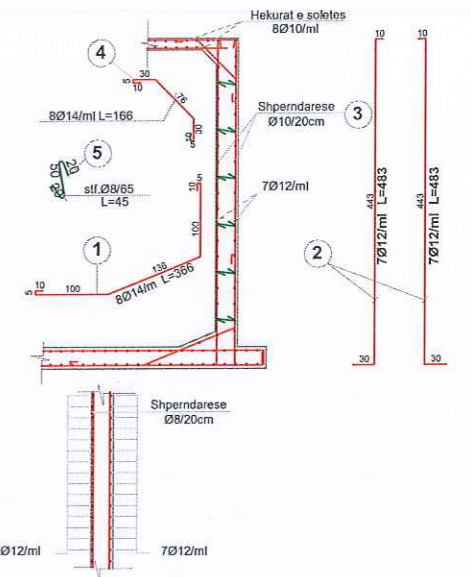 Hekurat e soletes
8Ø10/ml
4
30
5
10
76
8Ø14/ml L=166
30
5
Shperndarese
Ø10/20cm
3
5
20
50
20
stf.Ø8/65
L=45
5
10
100
7Ø12/ml
1
136
8Ø14/m L=366
10
5
100
10
10
443
7Ø12/ml L=483
443
7Ø12/ml L=483
2
30
30
Shperndarese
Ø8/20cm
Ø12/ml
7Ø12/ml